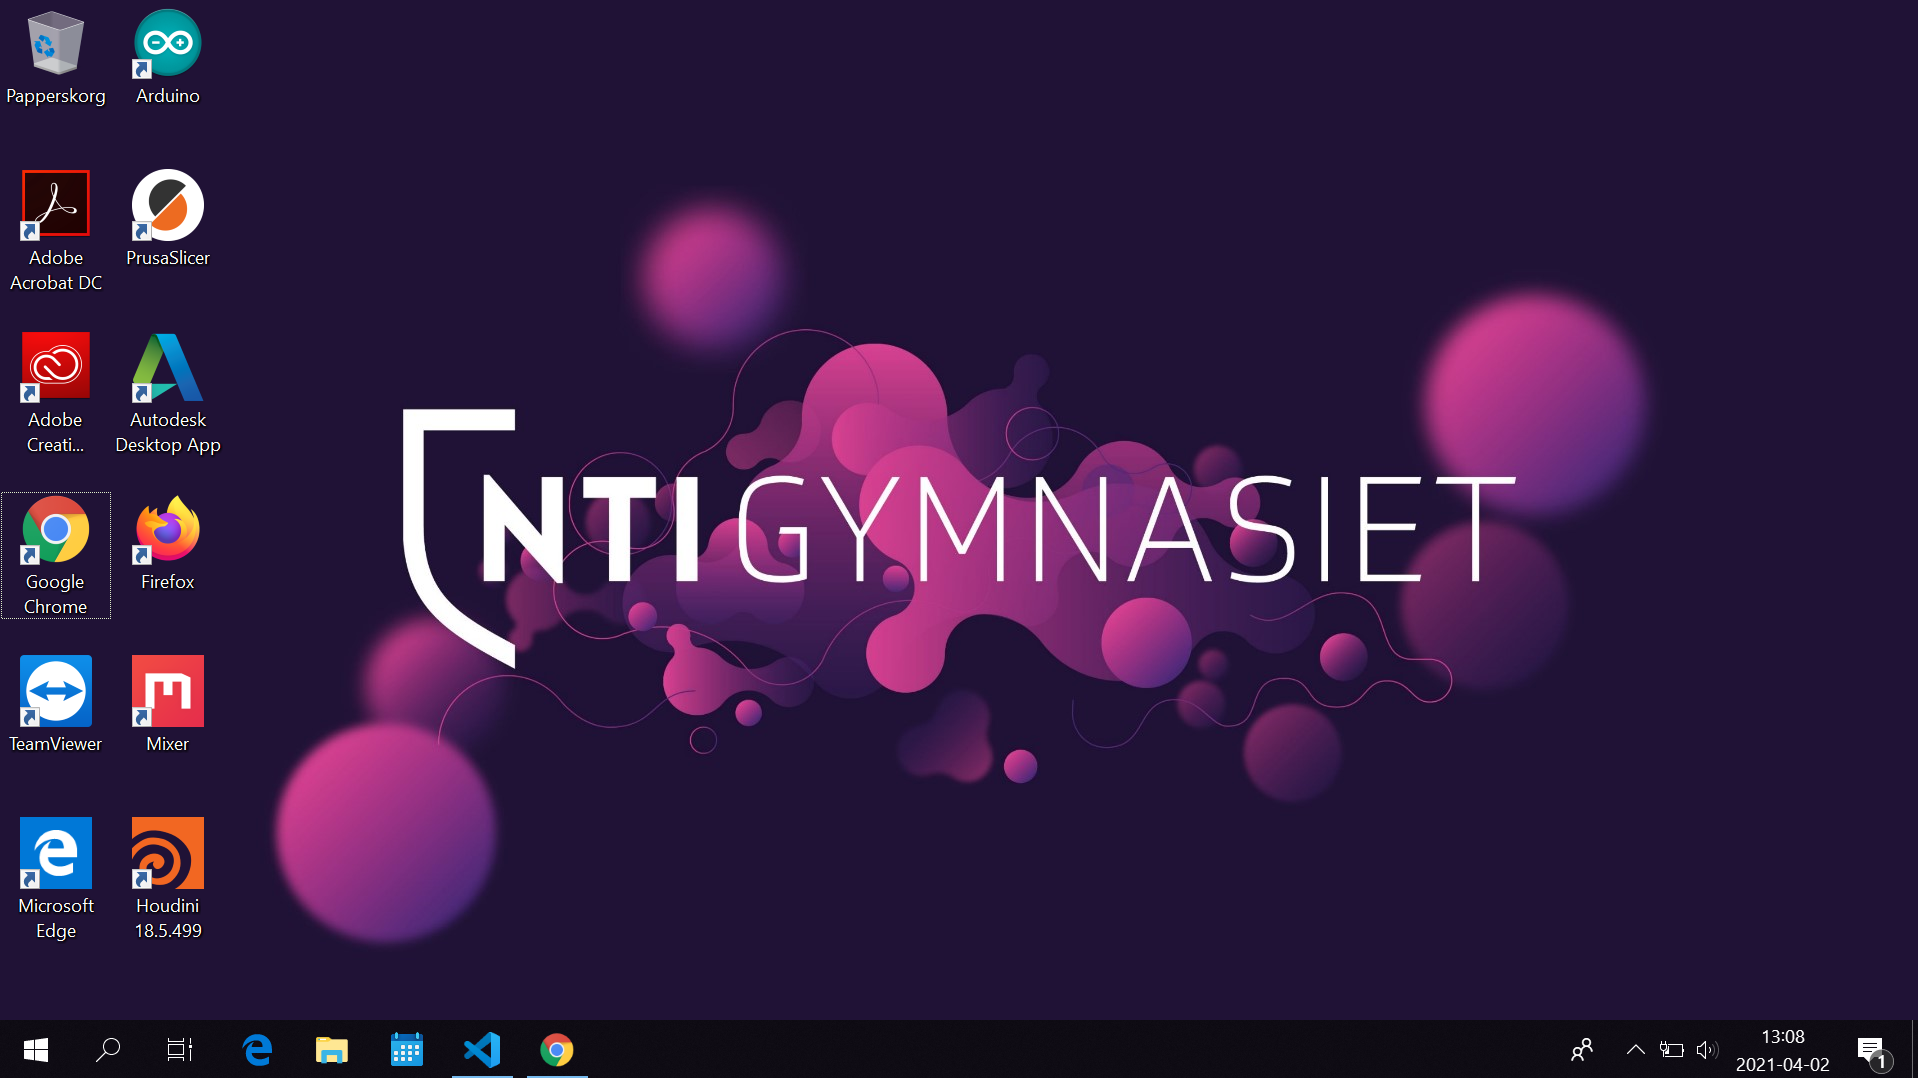 Papperskorg
Arduino
Adobe
Acrobat DC
PrusaSlicer
Adobe
Creati...
Autodesk
Desktop App
Google
Chrome
Firefox
TeamViewer
Mixer
Microsoft
Edge
Houdini
18.5.499
NTI GYMNASIET
13:08
2021-04-02
1